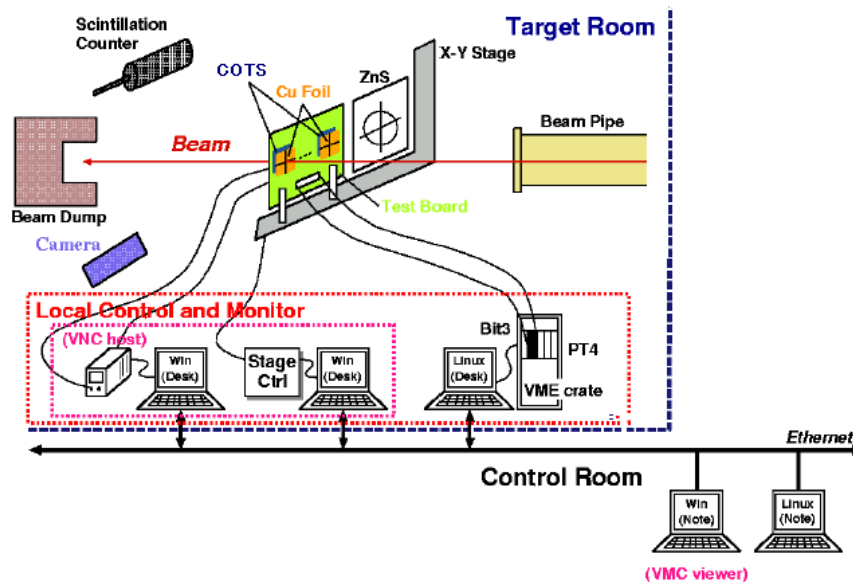 Scintillation
Counter
Target Room
X-Y Stage
COTS
ZnS
Cu Foil
Beam Pipe
Beam
Beam Dump
Test Board
Camera
Local Control and Monitor
(VNC host)
Bit3
PT4
Win
(Desk)
Stage
Ctrl
Win
(Desk)
Linux
(Desk)
VME crate
Ethernet
Control Room
Win
(Note)
Linux
(Note)
(VMC viewer)